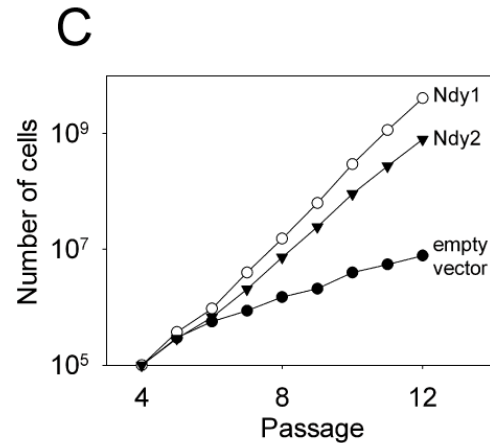 C
Number of cells
10⁹
10⁷
10⁵
Ndy1
Ndy2
empty
vector
4
8
12
Passage